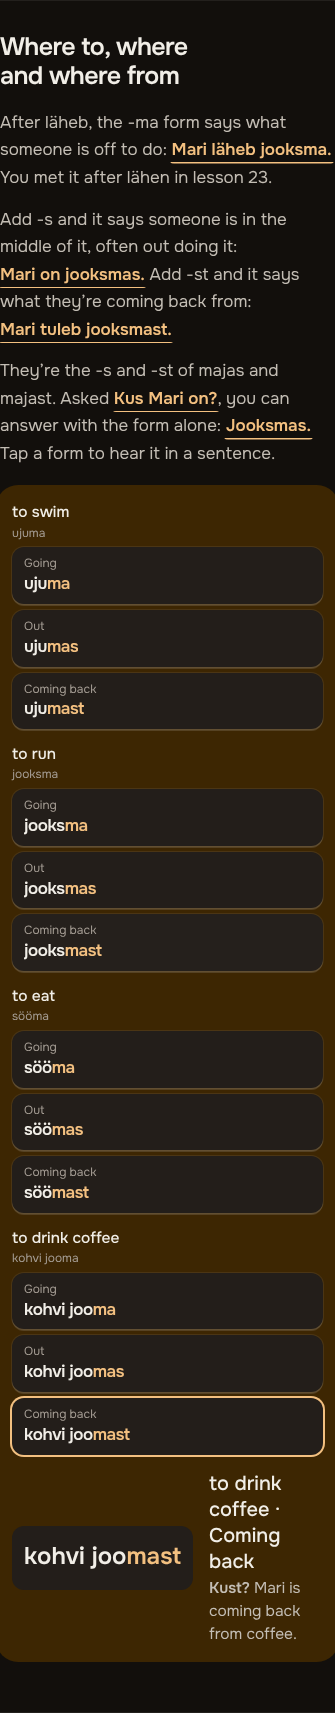 Where to, where
and where from
After läheb, the -ma form says what
someone is off to do: Mari läheb jooksma.
You met it after lähen in lesson 23.
Add -s and it says someone is in the
middle of it, often out doing it:
Mari on jooksmas. Add -st and it says
what they're coming back from:
Mari tuleb jooksmast.
They're the -s and -st of majas and
majast. Asked Kus Mari on?, you can
answer with the form alone: Jooksmas.
Tap a form to hear it in a sentence.
to swim
ujuma
Going
ujuma
Out
ujumas
Coming back
ujumast
to run
jooksma
Going
jooksma
Out
jooksmas
Coming back
jooksmast
to eat
sööma
Going
sööma
Out
söömas
Coming back
söömast
to drink coffee
kohvi jooma
Going
kohvi jooma
Out
kohvi joomas
Coming back
kohvi joomast
kohvi joomast
to drink
coffee ·
Coming
back
Kust? Mari is
coming back
from coffee.